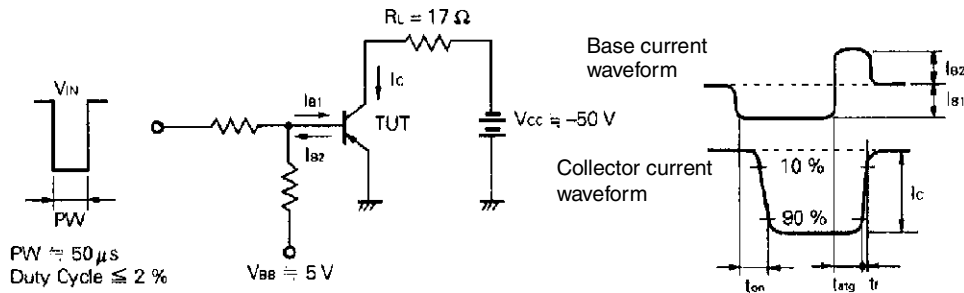 RL = 17 Ω
VIN
IB1
IC
TUT
IB2
VCC ≒ –50 V
PW
PW ≒ 50 μs
Duty Cycle ≦ 2 %
VBB ≒ 5 V
Base current
waveform
IB2
IB1
Collector current
waveform
10 %
90 %
IC
ton
tstg
tf